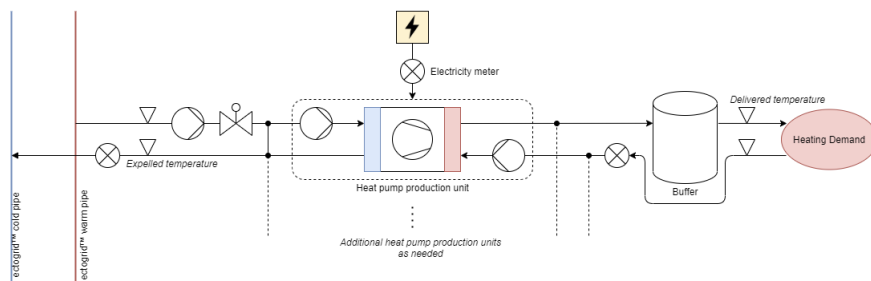 Electricity meter
Delivered temperature
Heating Demand
Expelled temperature
Heat pump production unit
Buffer
Additional heat pump production units
as needed
ectogrid™ cold pipe
ectogrid™ warm pipe